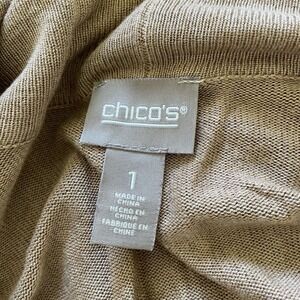 chico's®
1
MADE IN
CHINA
HECHO EN
CHINA
FABRIQUÉ EN
CHINE